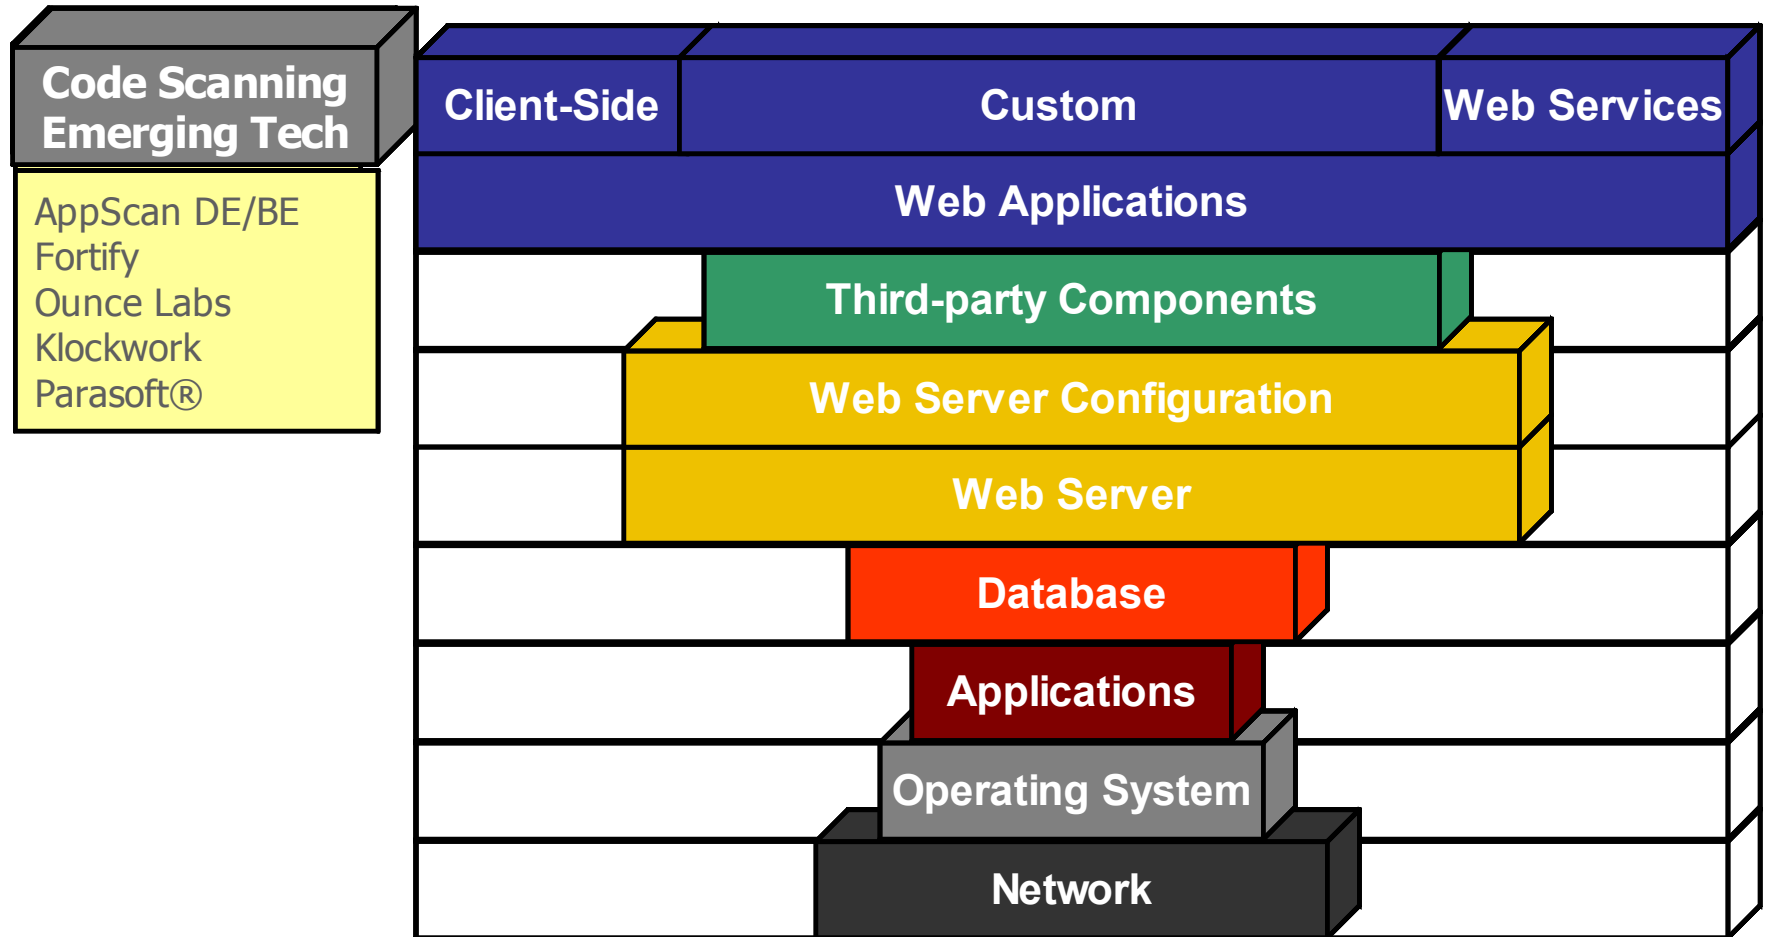 Code Scanning
Emerging Tech
AppScan DE/BE
Fortify
Ounce Labs
Klockwork
Parasoft®
Client-Side
Custom
Web Services
Web Applications
Third-party Components
Web Server Configuration
Web Server
Database
Applications
Operating System
Network